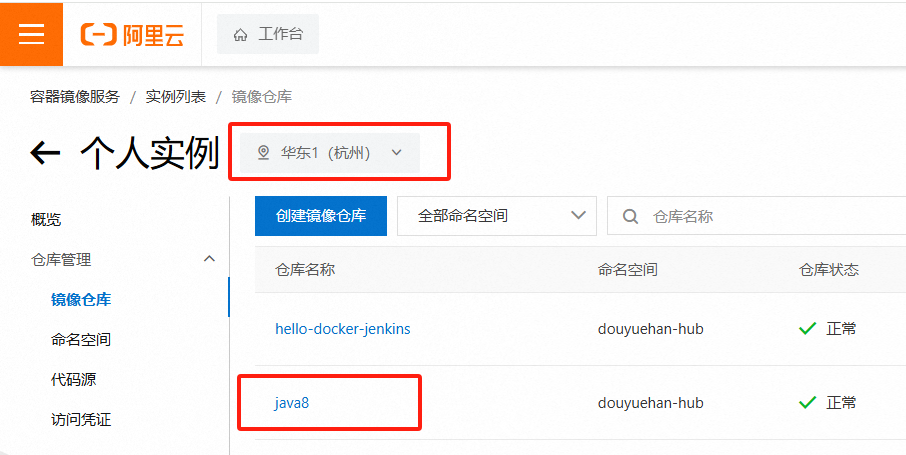 阿里云 工作台
容器镜像服务 / 实例列表 / 镜像仓库
个人实例 华东1（杭州）
概览
仓库管理
镜像仓库
命名空间
代码源
访问凭证
创建镜像仓库 全部命名空间 仓库名称
仓库名称 命名空间 仓库状态
hello-docker-jenkins douyuehan-hub 正常
java8 douyuehan-hub 正常